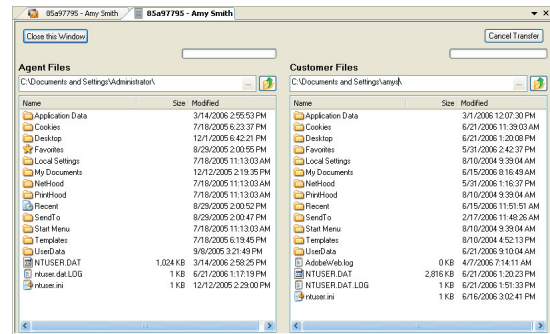 85a97795 - Amy Smith
85a97795 - Amy Smith
Close this Window
Cancel Transfer
Agent Files
C:\Documents and Settings\Administrator\
...
Name Size Modified
Application Data 3/14/2006 2:55:53 PM
Cookies 7/18/2005 6:23:37 PM
Desktop 12/1/2005 6:42:21 PM
Favorites 8/29/2005 2:00:55 PM
Local Settings 7/18/2005 11:13:03 AM
My Documents 12/12/2005 2:19:35 PM
NetHood 7/18/2005 11:13:03 AM
PrintHood 7/18/2005 11:13:03 AM
Recent 8/29/2005 2:00:52 PM
SendTo 8/29/2005 2:00:47 PM
Start Menu 7/18/2005 11:13:03 AM
Templates 7/18/2005 6:19:45 PM
UserData 9/8/2005 3:21:49 PM
NTUSER.DAT 1,024 KB 3/14/2006 2:58:25 PM
ntuser.dat.LOG 1 KB 6/21/2006 1:17:19 PM
ntuser.ini 1 KB 12/12/2005 2:29:00 PM
Customer Files
C:\Documents and Settings\amys\
...
Name Size Modified
Application Data 3/1/2006 12:07:30 PM
Cookies 6/21/2006 11:39:03 AM
Desktop 6/21/2006 1:20:08 PM
Favorites 5/31/2006 2:42:37 PM
Local Settings 8/10/2004 9:39:04 AM
My Documents 6/15/2006 8:16:49 AM
NetHood 5/31/2006 1:16:37 PM
PrintHood 8/10/2004 9:39:04 AM
Recent 6/15/2006 11:51:51 AM
SendTo 2/17/2006 11:48:26 AM
Start Menu 8/10/2004 9:39:04 AM
Templates 8/10/2004 4:52:13 PM
UserData 6/21/2006 9:10:04 AM
AdobeWeb.log 0 KB 4/7/2006 7:14:11 AM
NTUSER.DAT 2,816 KB 6/21/2006 1:20:23 PM
NTUSER.DAT.LOG 1 KB 6/21/2006 1:51:33 PM
ntuser.ini 1 KB 6/16/2006 3:02:41 PM